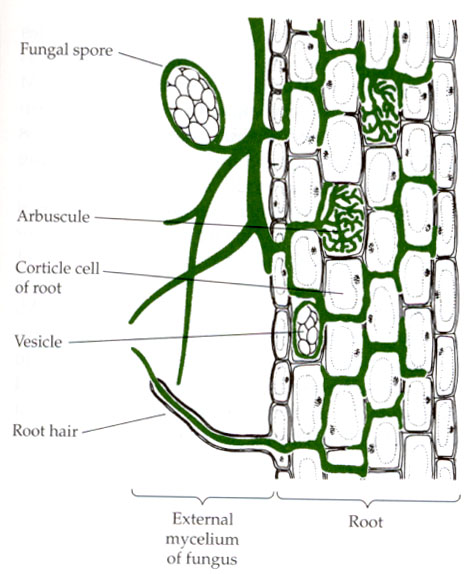 Fungal spore
Arbuscule
Corticle cell
of root
Vesicle
Root hair
External
mycelium
of fungus
Root